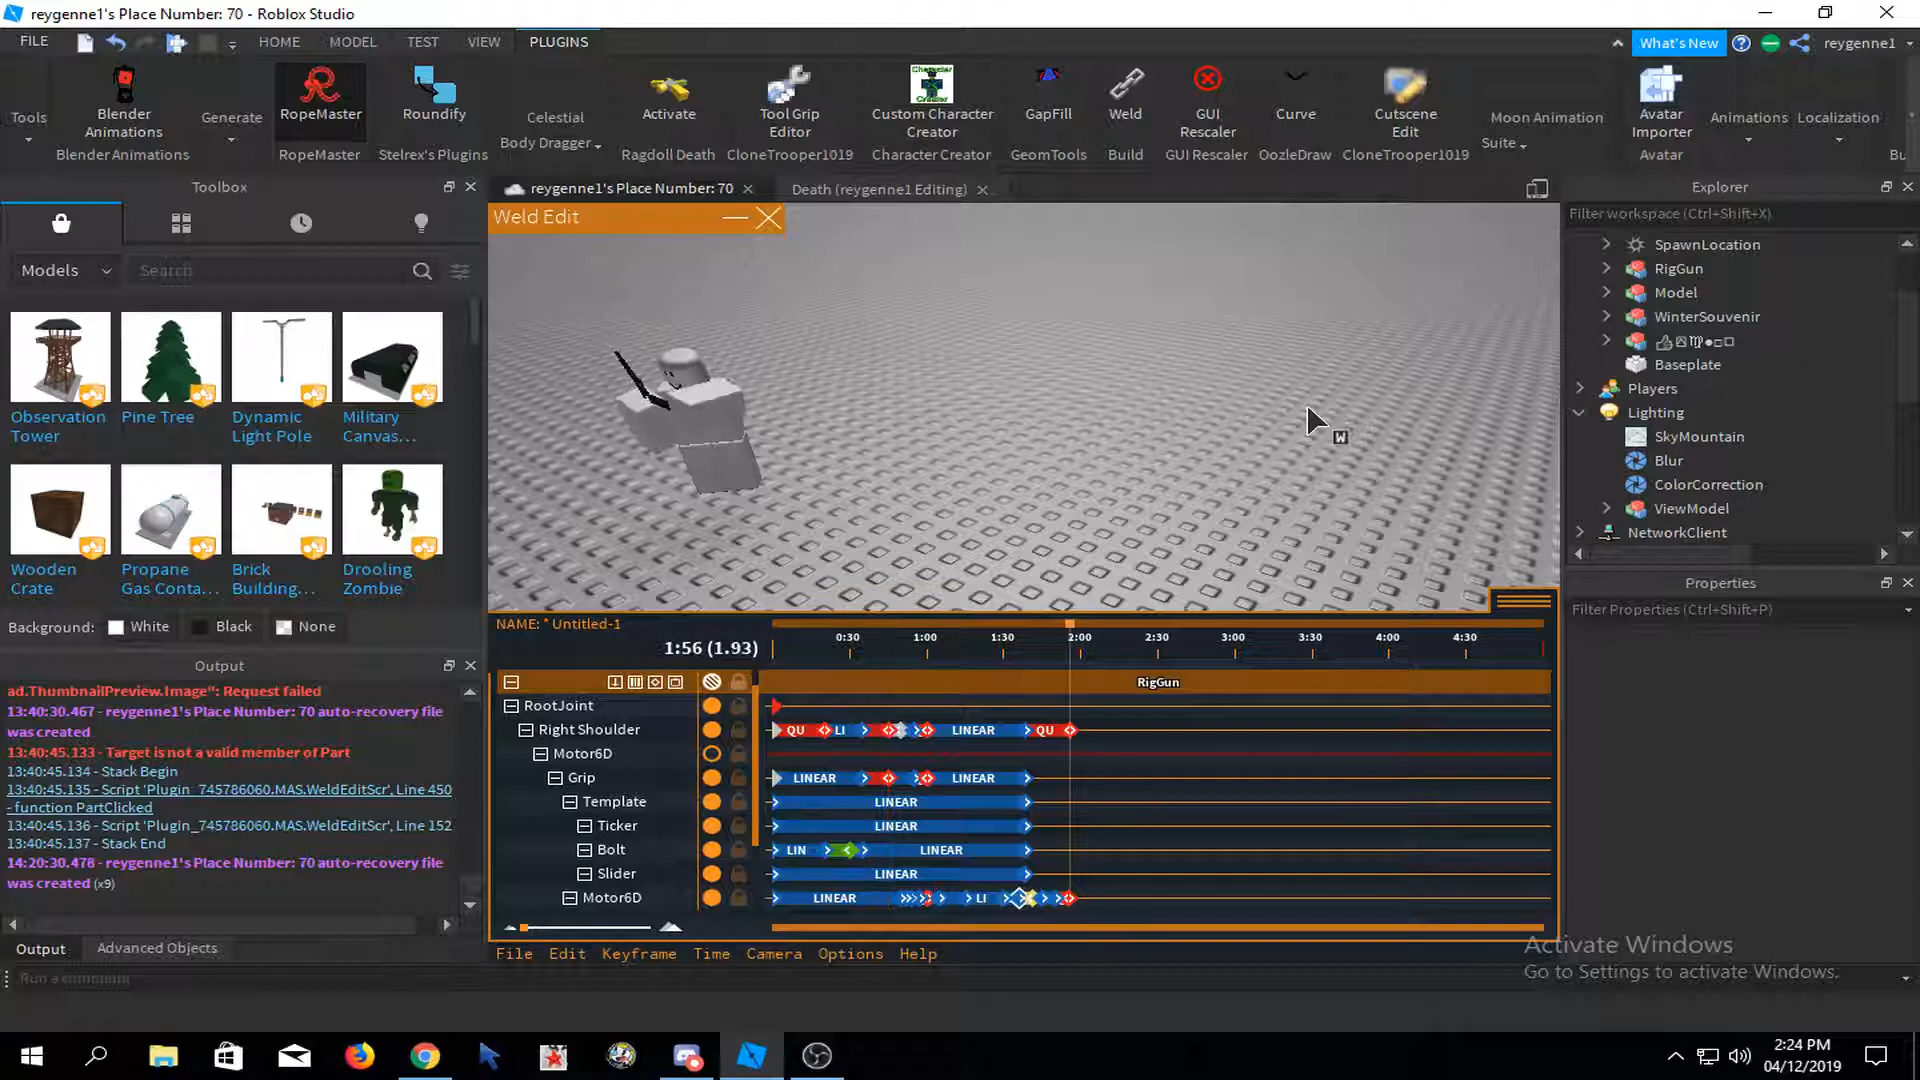 reygenne1's Place Number: 70 - Roblox Studio
FILE HOME MODEL TEST VIEW PLUGINS What's New reygenne1
Tools
Blender Animations
Blender Animations
Generate
RopeMaster
RopeMaster
Roundify
Stelrex's Plugins
Celestial Body Dragger
Activate
Ragdoll Death
Tool Grip Editor
CloneTrooper1019
Custom Character Creator
Character Creator
GapFill
GeomTools
Weld
Build
GUI Rescaler
GUI Rescaler
Curve
OozleDraw
Cutscene Edit
CloneTrooper1019
Moon Animation Suite
Avatar Importer
Avatar
Animations
Localization
Bu
Toolbox
reygenne1's Place Number: 70
Death (reygenne1 Editing)
Explorer
Models
Search
Observation Tower
Pine Tree
Dynamic Light Pole
Military Canvas...
Wooden Crate
Propane Gas Conta...
Brick Building...
Drooling Zombie
Background: White Black None
Output
ad.ThumbnailPreview.Image": Request failed
13:40:30.467 - reygenne1's Place Number: 70 auto-recovery file
was created
13:40:45.133 - Target is not a valid member of Part
13:40:45.134 - Stack Begin
13:40:45.135 - Script 'Plugin_745786060.MAS.WeldEditScr', Line 450
- function PartClicked
13:40:45.136 - Script 'Plugin_745786060.MAS.WeldEditScr', Line 152
13:40:45.137 - Stack End
14:20:30.478 - reygenne1's Place Number: 70 auto-recovery file
was created (x9)
Output Advanced Objects
Run a command
Weld Edit
W
NAME: * Untitled-1
1:56 (1.93)
0:30 1:00 1:30 2:00 2:30 3:00 3:30 4:00 4:30
RigGun
RootJoint
Right Shoulder QU LI LINEAR QU
Motor6D
Grip LINEAR LINEAR
Template LINEAR
Ticker LINEAR
Bolt LIN LINEAR
Slider LINEAR
Motor6D LINEAR LI
File Edit Keyframe Time Camera Options Help
Filter workspace (Ctrl+Shift+X)
SpawnLocation
RigGun
Model
WinterSouvenir
Baseplate
Players
Lighting
SkyMountain
Blur
ColorCorrection
ViewModel
NetworkClient
Properties
Filter Properties (Ctrl+Shift+P)
Activate Windows
Go to Settings to activate Windows.
2:24 PM
04/12/2019